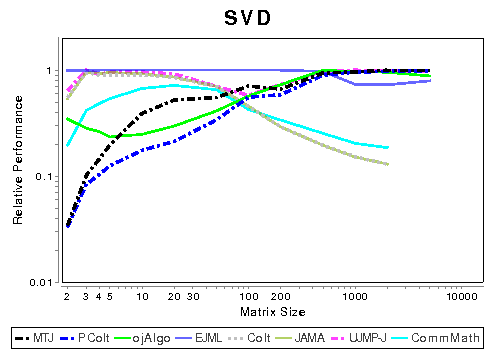 SVD
1
0.1
0.01
Relative Performance
2 3 4 5 10 20 30 100 200 1000 10000
Matrix Size
MTJ PColt ojAlgo EJML Colt JAMA UJMP-J CommMath